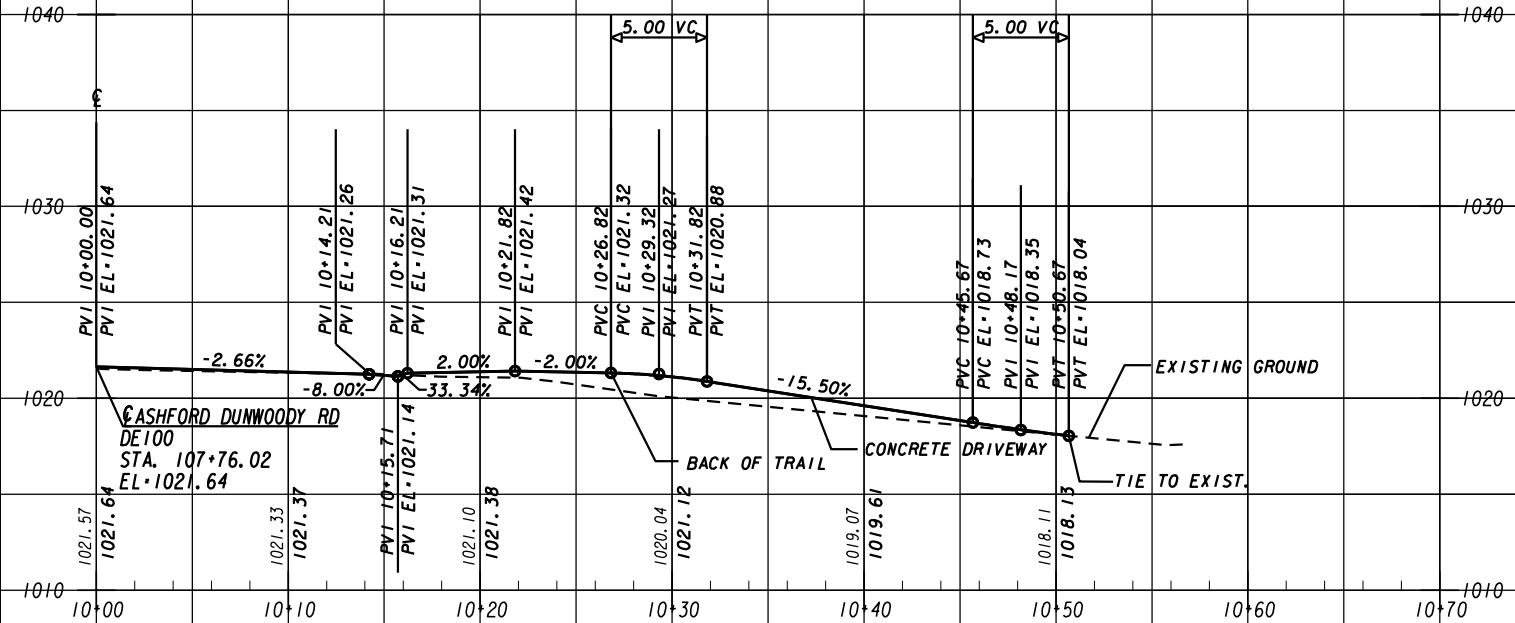 1040
1040
5.00 VC
5.00 VC
℄
1030
1030
PVI 10+00.00
PVI EL=1021.64
PVI 10+14.21
PVI EL=1021.26
PVI 10+16.21
PVI EL=1021.31
PVI 10+21.82
PVI EL=1021.42
PVC 10+26.82
PVC EL=1021.32
PVI 10+29.32
PVI EL=1021.27
PVT 10+31.82
PVT EL=1020.88
PVC 10+45.67
PVC EL=1018.73
PVI 10+48.17
PVI EL=1018.35
PVT 10+50.67
PVT EL=1018.04
-2.66%
-8.00%
33.34%
2.00%
-2.00%
-15.50%
EXISTING GROUND
1020
1020
℄ ASHFORD DUNWOODY RD
DE100
STA. 107+76.02
EL=1021.64
PVI 10+15.71
PVI EL=1021.14
BACK OF TRAIL
CONCRETE DRIVEWAY
TIE TO EXIST.
1021.57
1021.64
1021.33
1021.37
1021.10
1021.38
1020.04
1021.12
1019.07
1019.61
1018.11
1018.13
1010
1010
10+00
10+10
10+20
10+30
10+40
10+50
10+60
10+70